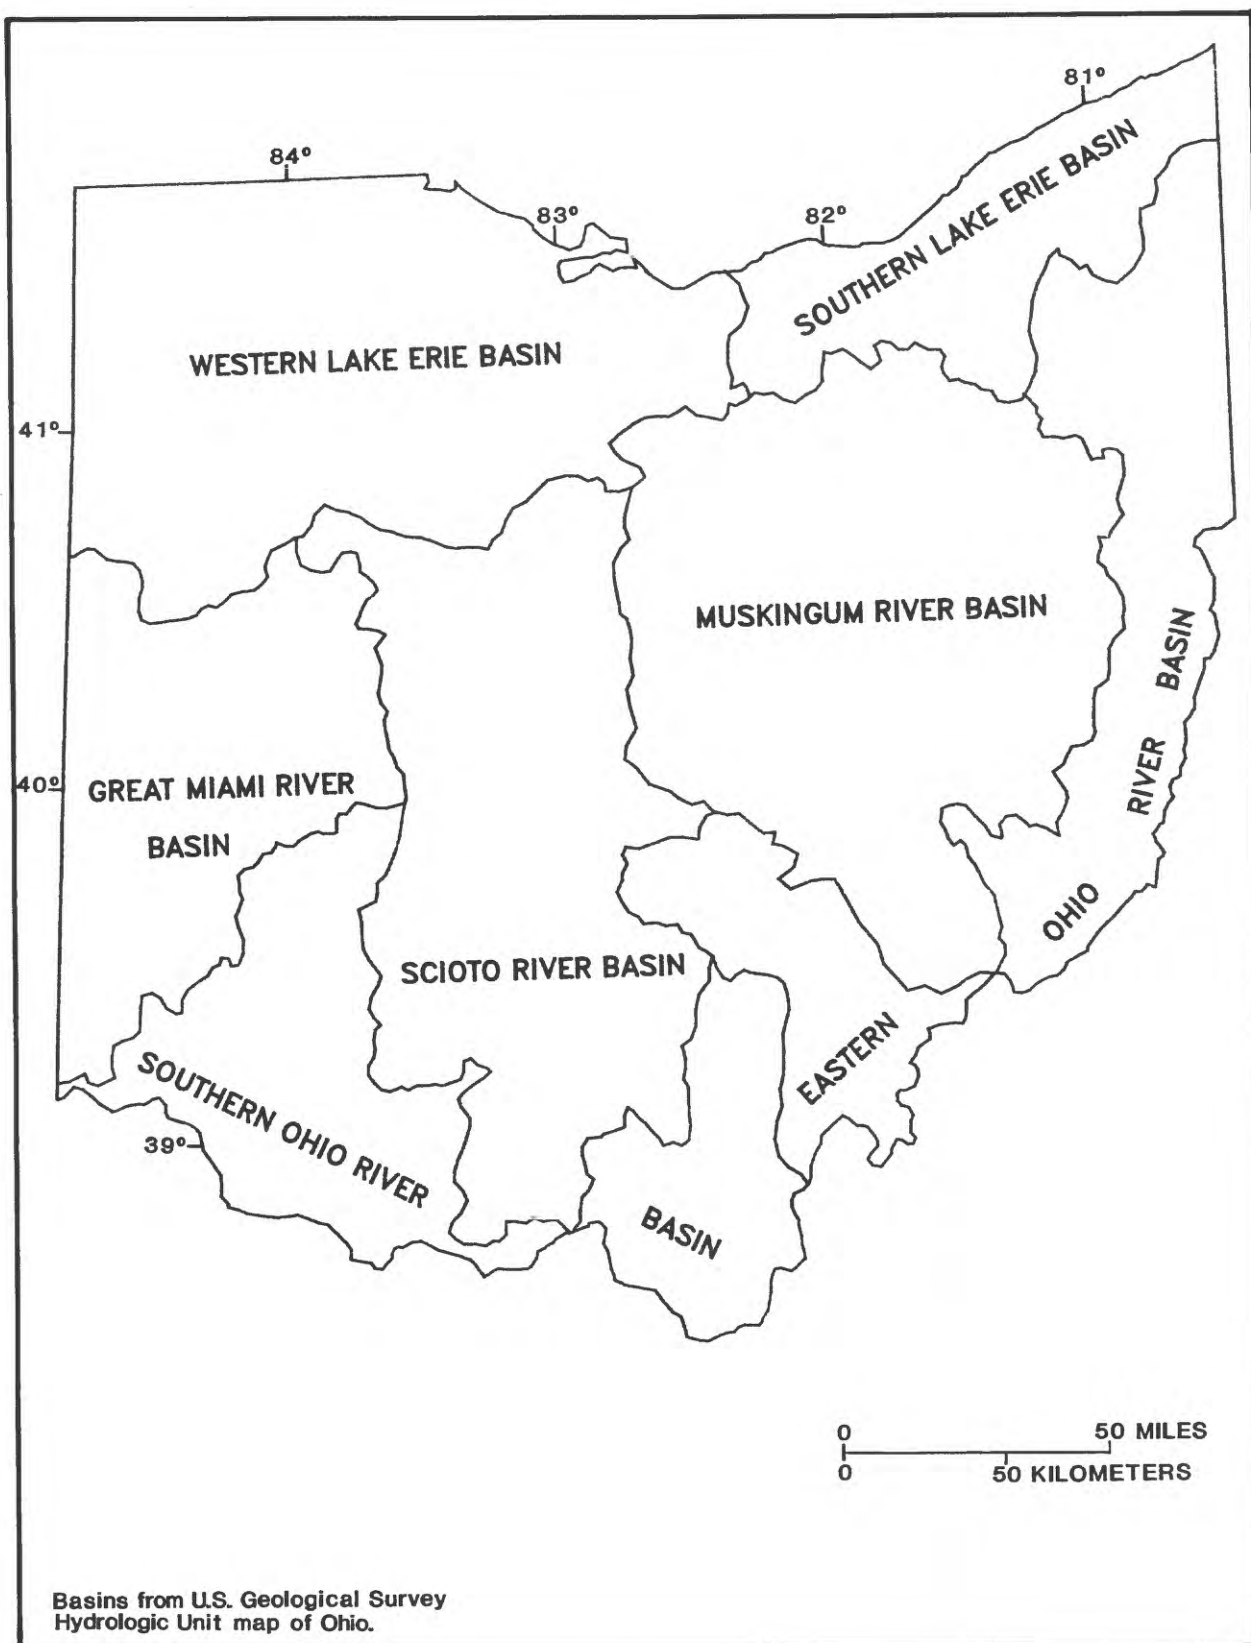 81°
84°
83°
82°
SOUTHERN LAKE ERIE BASIN
WESTERN LAKE ERIE BASIN
41°
MUSKINGUM RIVER BASIN
40°
GREAT MIAMI RIVER
BASIN
EASTERN OHIO RIVER BASIN
SCIOTO RIVER BASIN
SOUTHERN OHIO RIVER BASIN
39°
0 50 MILES
0 50 KILOMETERS
Basins from U.S. Geological Survey
Hydrologic Unit map of Ohio.